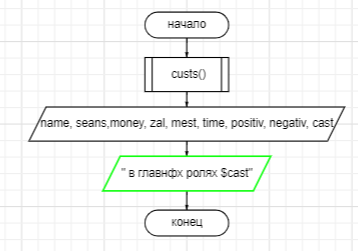 начало
custs()
name, seans,money, zal, mest, time, positiv, negativ, cast
" в главнфх ролях $cast"
конец